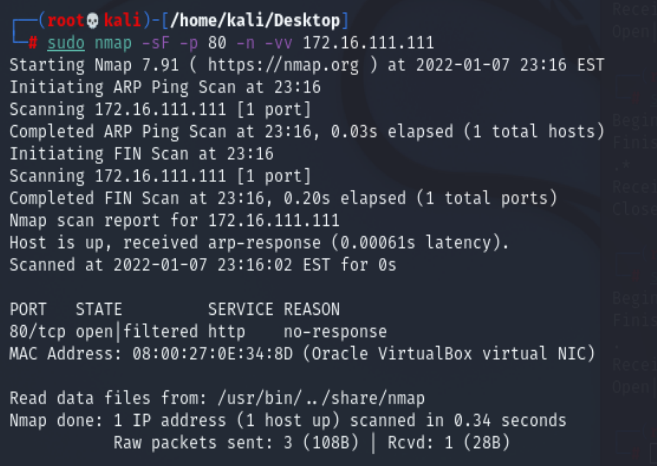 ┌──(root💀kali)-[/home/kali/Desktop]
└─# sudo nmap -sF -p 80 -n -vv 172.16.111.111
Starting Nmap 7.91 ( https://nmap.org ) at 2022-01-07 23:16 EST
Initiating ARP Ping Scan at 23:16
Scanning 172.16.111.111 [1 port]
Completed ARP Ping Scan at 23:16, 0.03s elapsed (1 total hosts)
Initiating FIN Scan at 23:16
Scanning 172.16.111.111 [1 port]
Completed FIN Scan at 23:16, 0.20s elapsed (1 total ports)
Nmap scan report for 172.16.111.111
Host is up, received arp-response (0.00061s latency).
Scanned at 2022-01-07 23:16:02 EST for 0s
PORT   STATE         SERVICE REASON
80/tcp open|filtered http    no-response
MAC Address: 08:00:27:0E:34:8D (Oracle VirtualBox virtual NIC)
Read data files from: /usr/bin/../share/nmap
Nmap done: 1 IP address (1 host up) scanned in 0.34 seconds
           Raw packets sent: 3 (108B) | Rcvd: 1 (28B)